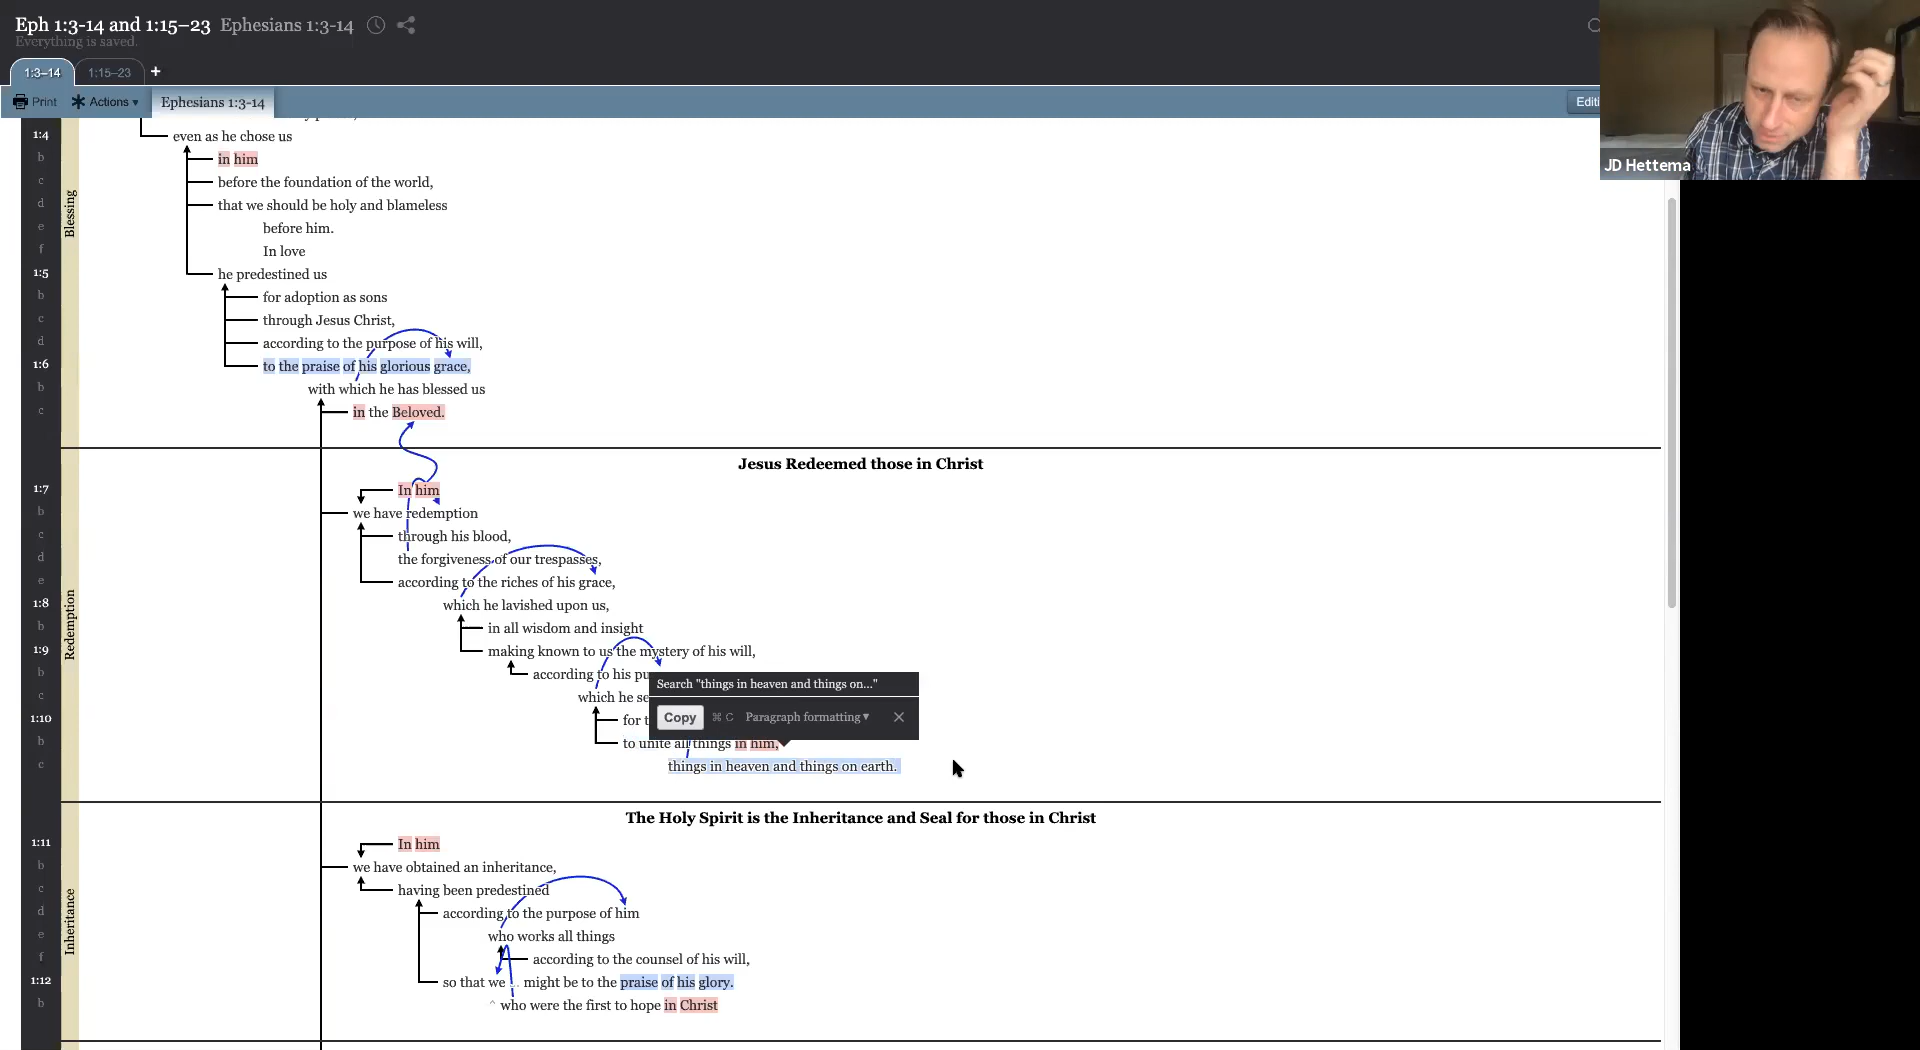 Eph 1:3-14 and 1:15–23 Ephesians 1:3-14
Everything is saved.
1:3–14 1:15–23 +
Print Actions ▾ Ephesians 1:3-14 Editi
JD Hettema
1:4 even as he chose us
b in him
c before the foundation of the world,
d that we should be holy and blameless
e before him.
f In love
Blessing
1:5 he predestined us
b for adoption as sons
c through Jesus Christ,
d according to the purpose of his will,
1:6 to the praise of his glorious grace,
b with which he has blessed us
c in the Beloved.
Jesus Redeemed those in Christ
1:7 In him
b we have redemption
c through his blood,
d the forgiveness of our trespasses,
e according to the riches of his grace,
1:8 which he lavished upon us,
b in all wisdom and insight
Redemption
1:9 making known to us the mystery of his will,
b according to his pu
c which he se
Search "things in heaven and things on..."
Copy ⌘ C Paragraph formatting ▾ ✕
1:10 for t
b to unite all things in him,
c things in heaven and things on earth.
The Holy Spirit is the Inheritance and Seal for those in Christ
1:11 In him
b we have obtained an inheritance,
c having been predestined
d according to the purpose of him
e who works all things
f according to the counsel of his will,
Inheritance
1:12 so that we ... might be to the praise of his glory.
b ^ who were the first to hope in Christ